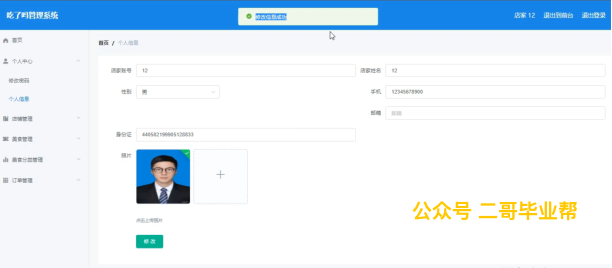 吃了吗管理系统
修改信息成功
店家 12 退出到前台 退出登录
首页
首页 / 个人信息
个人中心
修改密码
个人信息
店铺管理
美食管理
美食分类管理
订单管理
店家账号 12
店家姓名 12
性别 男
手机 12345678900
邮箱 邮箱
身份证
照片
点击上传照片
修改
公众号 二哥毕业帮